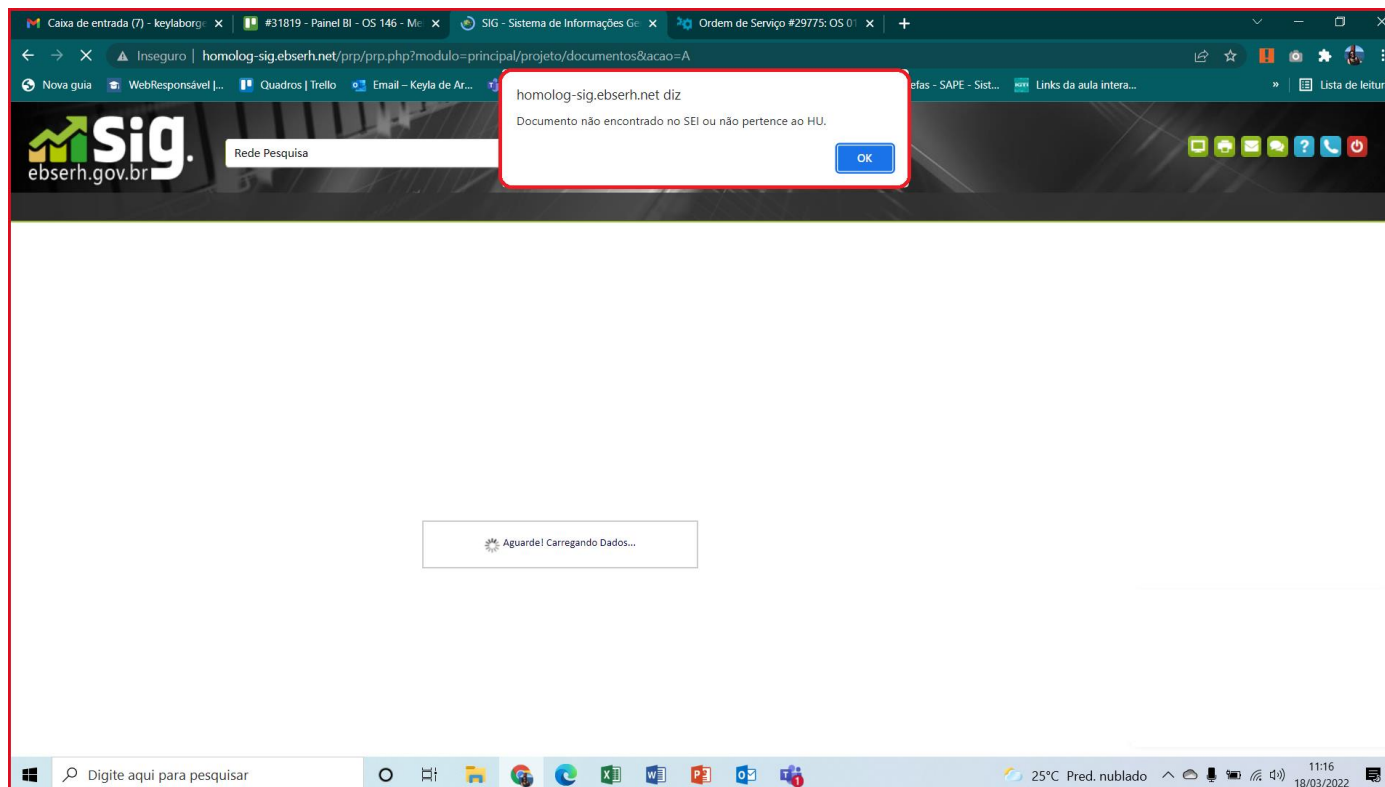 Caixa de entrada (7) - keylaborge
#31819 - Painel BI - OS 146 - Me
SIG - Sistema de Informações Ge
Ordem de Serviço #29775: OS 01
Inseguro | homolog-sig.ebserh.net/prp/prp.php?modulo=principal/projeto/documentos&acao=A
Nova guia
WebResponsável |...
Quadros | Trello
Email – Keyla de Ar...
efas - SAPE - Sist...
Links da aula intera...
»
Lista de leitur
homolog-sig.ebserh.net diz
Documento não encontrado no SEI ou não pertence ao HU.
OK
Sig.
ebserh.gov.br
Rede Pesquisa
Aguarde! Carregando Dados...
Digite aqui para pesquisar
25°C Pred. nublado
11:16
18/03/2022